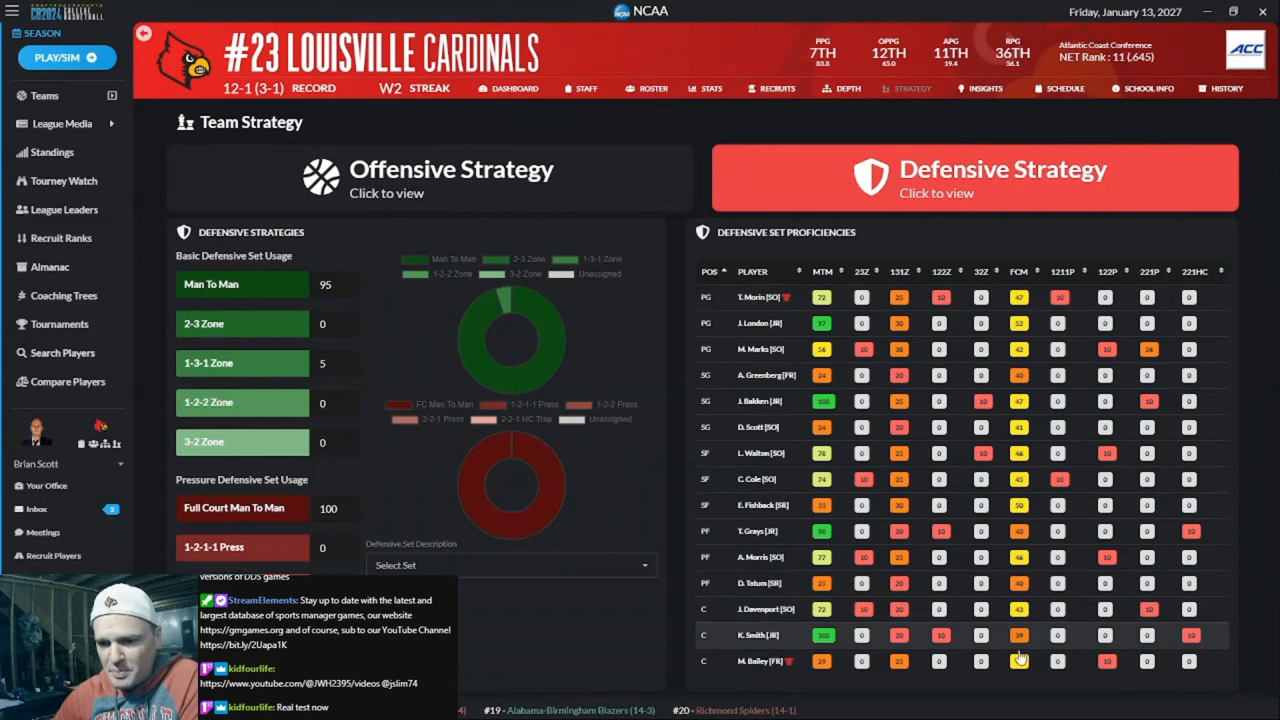 CB2024 COLLEGE BASKETBALL
NCAA
Friday, January 13, 2027
SEASON
PLAY/SIM
Teams
League Media
Standings
Tourney Watch
League Leaders
Recruit Ranks
Almanac
Coaching Trees
Tournaments
Search Players
Compare Players
Brian Scott
Your Office
Inbox 2
Meetings
Recruit Players
#23 LOUISVILLE CARDINALS
12-1 (3-1) RECORD W2 STREAK
PPG OPPG APG RPG
7TH 12TH 11TH 36TH
83.8 65.0 19.4 36.1
Atlantic Coast Conference
NET Rank : 11 (.645)
ACC
DASHBOARD STAFF ROSTER STATS RECRUITS DEPTH STRATEGY INSIGHTS SCHEDULE SCHOOL INFO HISTORY
Team Strategy
Offensive Strategy
Click to view
Defensive Strategy
Click to view
DEFENSIVE STRATEGIES
Basic Defensive Set Usage
Man To Man 95
2-3 Zone 0
1-3-1 Zone 5
1-2-2 Zone 0
3-2 Zone 0
Pressure Defensive Set Usage
Full Court Man To Man 100
1-2-1-1 Press 0
Man To Man 2-3 Zone 1-3-1 Zone
1-2-2 Zone 3-2 Zone Unassigned
FC Man To Man 1-2-1-1 Press 1-2-2 Press
2-2-1 Press 2-2-1 HC Trap Unassigned
Defensive Set Description
Select Set
DEFENSIVE SET PROFICIENCIES
POS PLAYER MTM 23Z 131Z 122Z 32Z FCM 1211P 122P 221P 221HC
PG T. Morin [SO] 72 0 25 10 0 47 10 0 0 0
PG J. London [JR] 97 0 30 0 0 52 0 0 0 0
PG M. Marks [SO] 56 10 38 0 0 42 0 10 26 0
SG A. Greenberg [FR] 24 0 20 0 0 40 0 0 0 0
SG J. Bakken [JR] 100 0 25 0 10 47 0 0 10 0
SG D. Scott [SO] 24 0 20 0 0 41 0 0 0 0
SF L. Walton [SO] 78 0 25 0 10 46 0 10 0 0
SF C. Cole [SO] 74 10 25 0 0 45 10 0 0 0
SF E. Fishback [SR] 33 0 30 0 0 50 0 0 0 0
PF T. Grays [JR] 98 0 20 10 0 40 0 0 0 10
PF A. Morris [SO] 77 10 25 0 0 46 0 10 0 0
PF D. Tatum [SR] 25 0 20 0 0 40 0 0 0 0
C J. Davenport [SO] 72 10 20 0 0 43 0 0 10 0
C K. Smith [JR] 100 0 20 10 0 39 0 0 0 10
C M. Bailey [FR] 29 0 25 0 0 0 10 0 0
versions of DDS games
StreamElements: Stay up to date with the latest and
largest database of sports manager games, our website
https://gmgames.org and of course, sub to our YouTube Channel
https://bit.ly/2Uapa1K
kidfourlife:
https://www.youtube.com/@JWH2395/videos @jslim74
kidfourlife: Real test now
4) #19 - Alabama-Birmingham Blazers (14-3) #20 - Richmond Spiders (14-1)